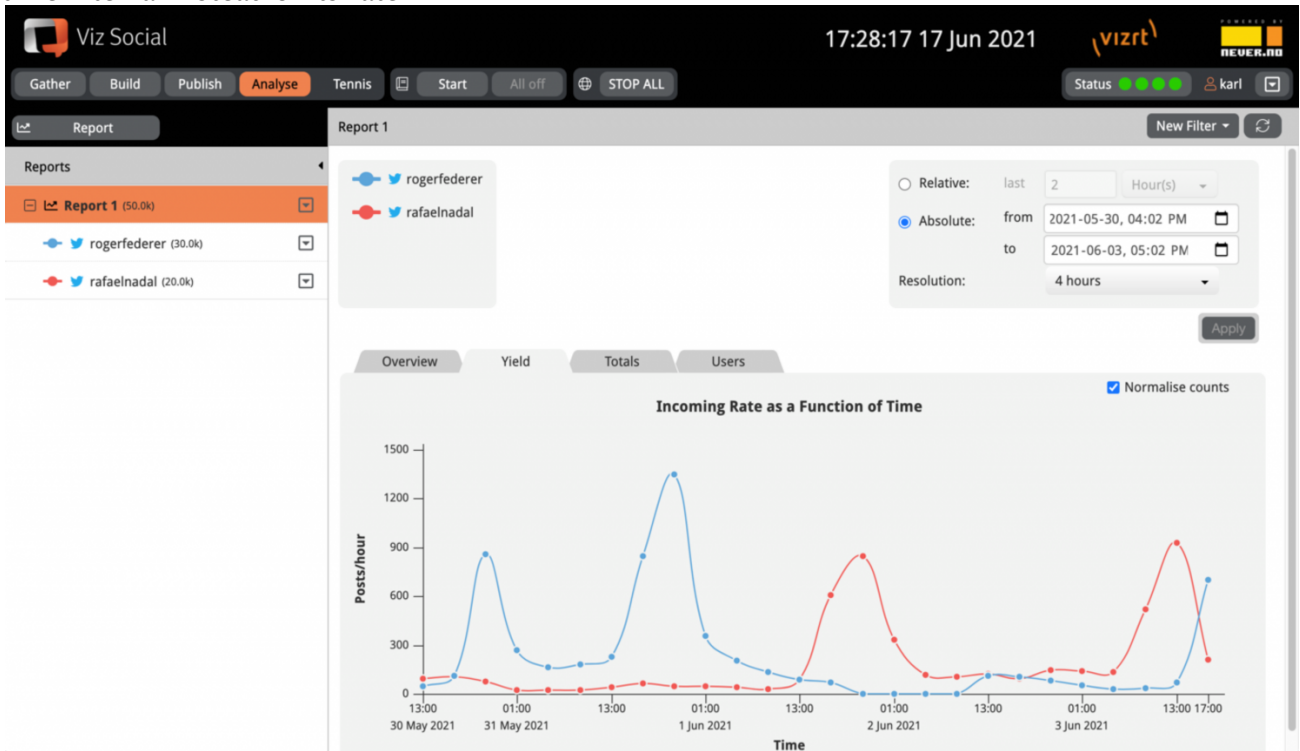 Viz Social
17:28:17 17 Jun 2021
vizrt
POWERED BY
NEVER.NO
Gather Build Publish Analyse Tennis Start All off STOP ALL Status karl
Report
Report 1 New Filter
Reports
Report 1 (50.0k)
rogerfederer (30.0k)
rafaelnadal (20.0k)
rogerfederer
rafaelnadal
Relative: last 2 Hour(s)
Absolute: from 2021-05-30, 04:02 PM
to 2021-06-03, 05:02 PM
Resolution: 4 hours
Apply
Overview Yield Totals Users
Normalise counts
Incoming Rate as a Function of Time
Posts/hour
1500
1200
900
600
300
0
13:00 01:00 13:00 01:00 13:00 01:00 13:00 01:00 13:00 17:00
30 May 2021 31 May 2021 1 Jun 2021 2 Jun 2021 3 Jun 2021
Time